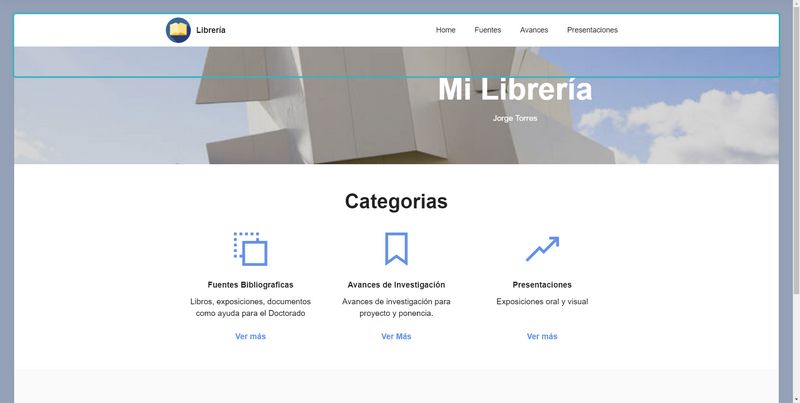 Librería
Home
Fuentes
Avances
Presentaciones
Mi Librería
Jorge Torres
Categorias
Fuentes Bibliograficas
Libros, exposiciones, documentos
como ayuda para el Doctorado
Ver más
Avances de Investigación
Avances de investigación para
proyecto y ponencia.
Ver Más
Presentaciones
Exposiciones oral y visual
Ver más